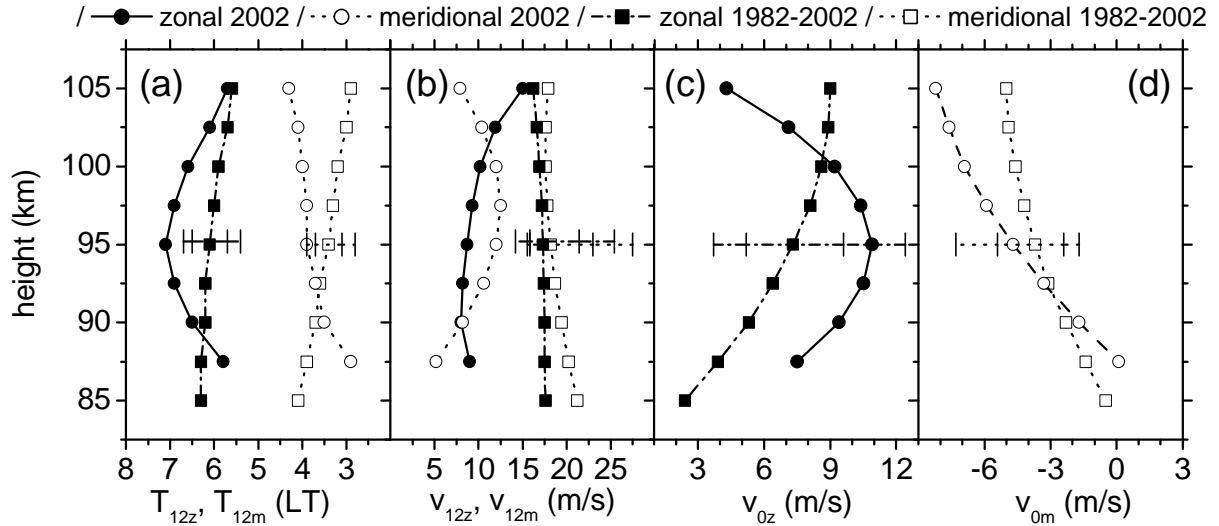 / zonal 2002 / meridional 2002 / zonal 1982-2002 / meridional 1982-2002
(a) (b) (c) (d)
105
100
95
90
85
height (km)
8 7 6 5 4 3 5 10 15 20 25 3 6 9 12 -6 -3 0 3
T12z, T12m (LT) v12z, v12m (m/s) v0z (m/s) v0m (m/s)